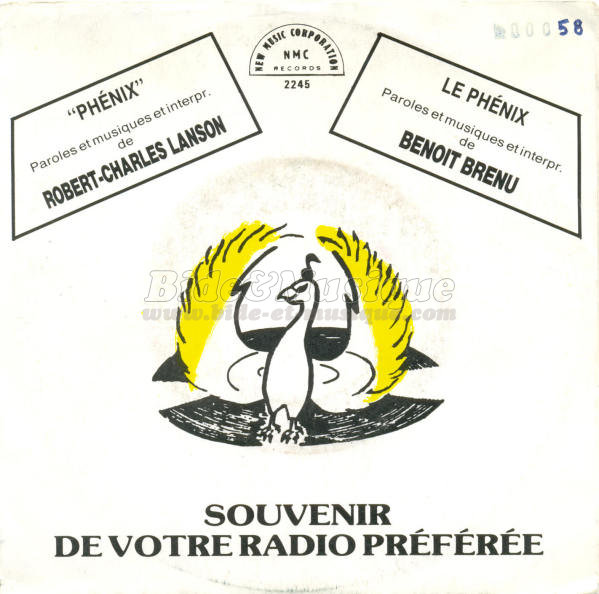 NEW MUSIC CORPORATION
NMC
RECORDS
2245
58
"PHÉNIX"
Paroles et musiques et interpr.
de
ROBERT-CHARLES LANSON
LE PHÉNIX
Paroles et musiques et interpr.
de
BENOIT BRENU
Bide&Musique
www.bide-et-musique.com
SOUVENIR
DE VOTRE RADIO PRÉFÉRÉE